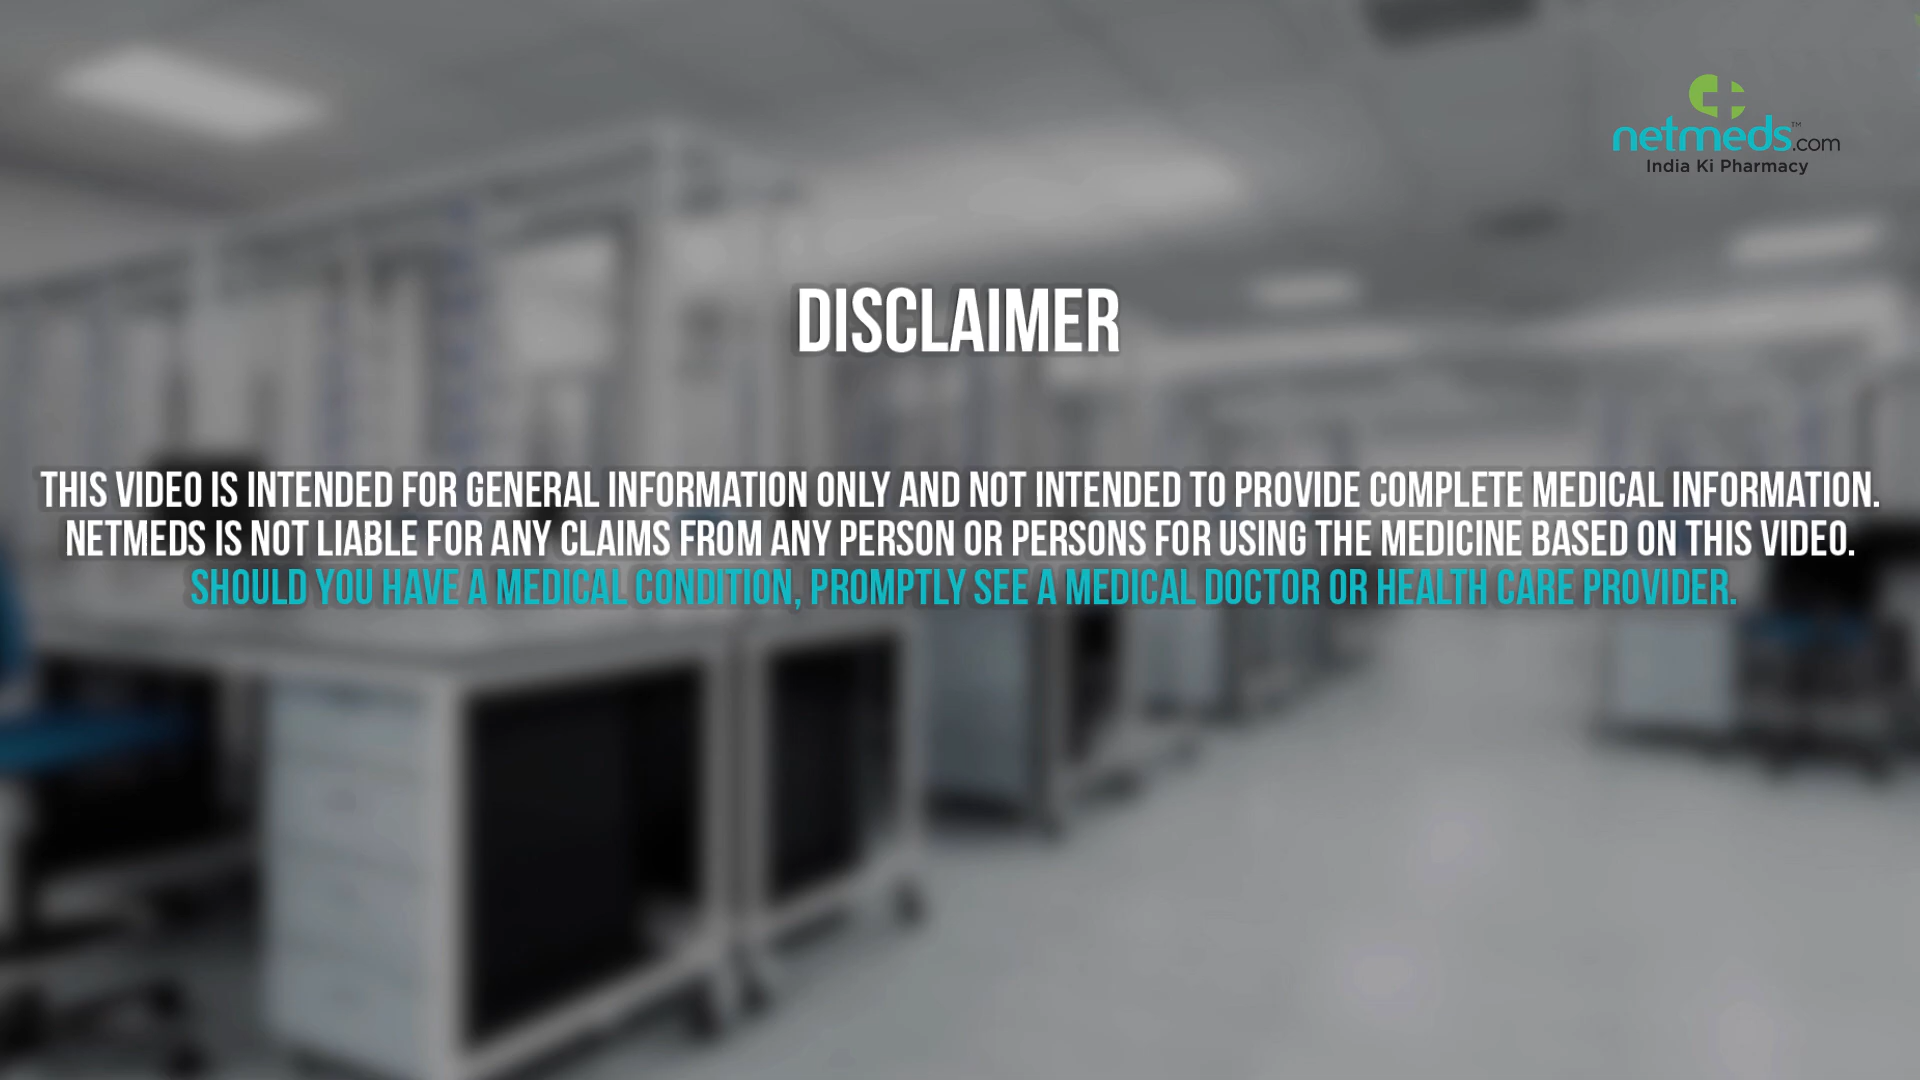 netmeds™.com
India Ki Pharmacy
DISCLAIMER
THIS VIDEO IS INTENDED FOR GENERAL INFORMATION ONLY AND NOT INTENDED TO PROVIDE COMPLETE MEDICAL INFORMATION.
NETMEDS IS NOT LIABLE FOR ANY CLAIMS FROM ANY PERSON OR PERSONS FOR USING THE MEDICINE BASED ON THIS VIDEO.
SHOULD YOU HAVE A MEDICAL CONDITION, PROMPTLY SEE A MEDICAL DOCTOR OR HEALTH CARE PROVIDER.